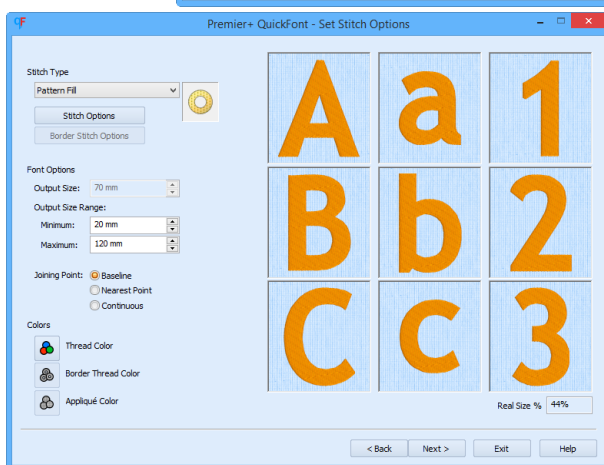 QF Premier+ QuickFont - Set Stitch Options
Stitch Type
Pattern Fill
Stitch Options
Border Stitch Options
Font Options
Output Size: 70 mm
Output Size Range:
Minimum: 20 mm
Maximum: 120 mm
Joining Point: Baseline
Nearest Point
Continuous
Colors
Thread Color
Border Thread Color
Appliqué Color
A a 1
B b 2
C c 3
Real Size % 44%
< Back Next > Exit Help